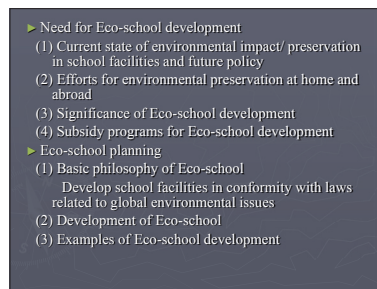 ► Need for Eco-school development
(1) Current state of environmental impact/ preservation
in school facilities and future policy
(2) Efforts for environmental preservation at home and
abroad
(3) Significance of Eco-school development
(4) Subsidy programs for Eco-school development
► Eco-school planning
(1) Basic philosophy of Eco-school
Develop school facilities in conformity with laws
related to global environmental issues
(2) Development of Eco-school
(3) Examples of Eco-school development